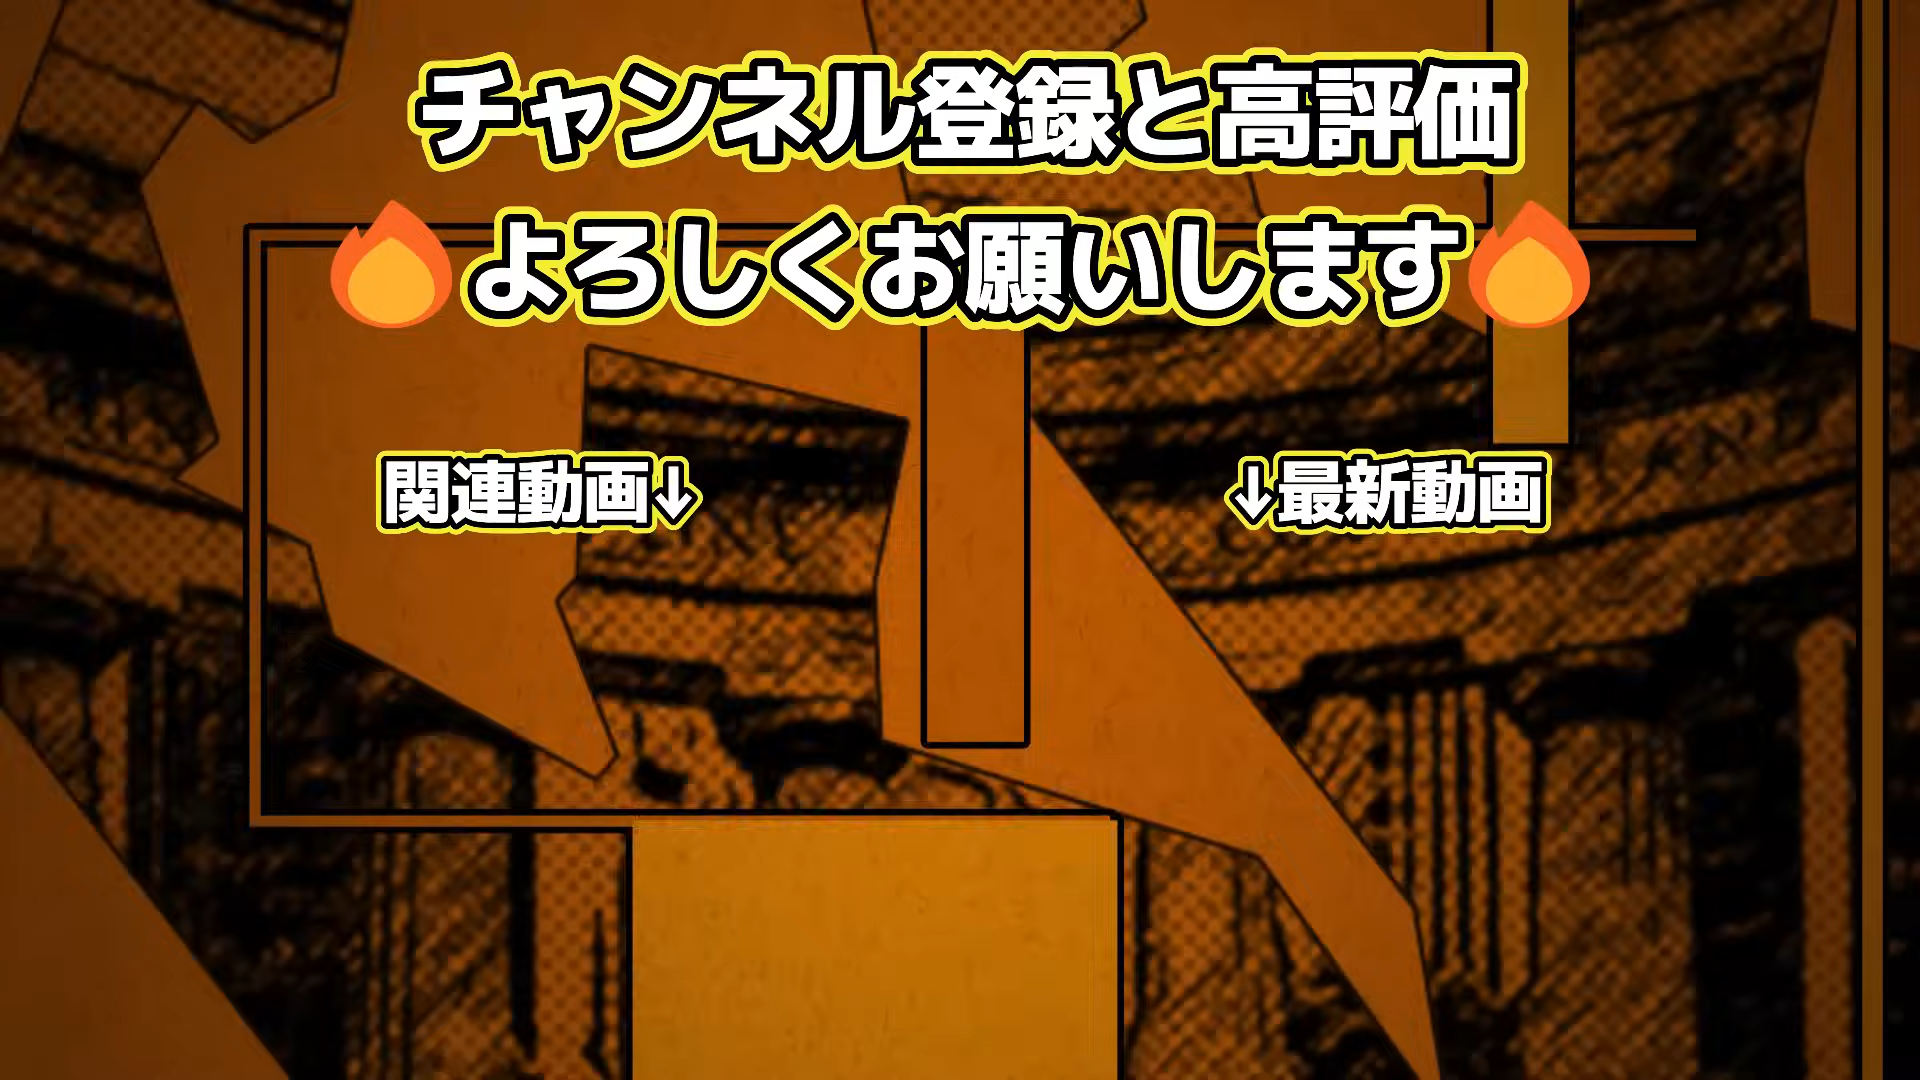 チャンネル登録と高評価
🔥よろしくお願いします🔥
関連動画↓
↓最新動画